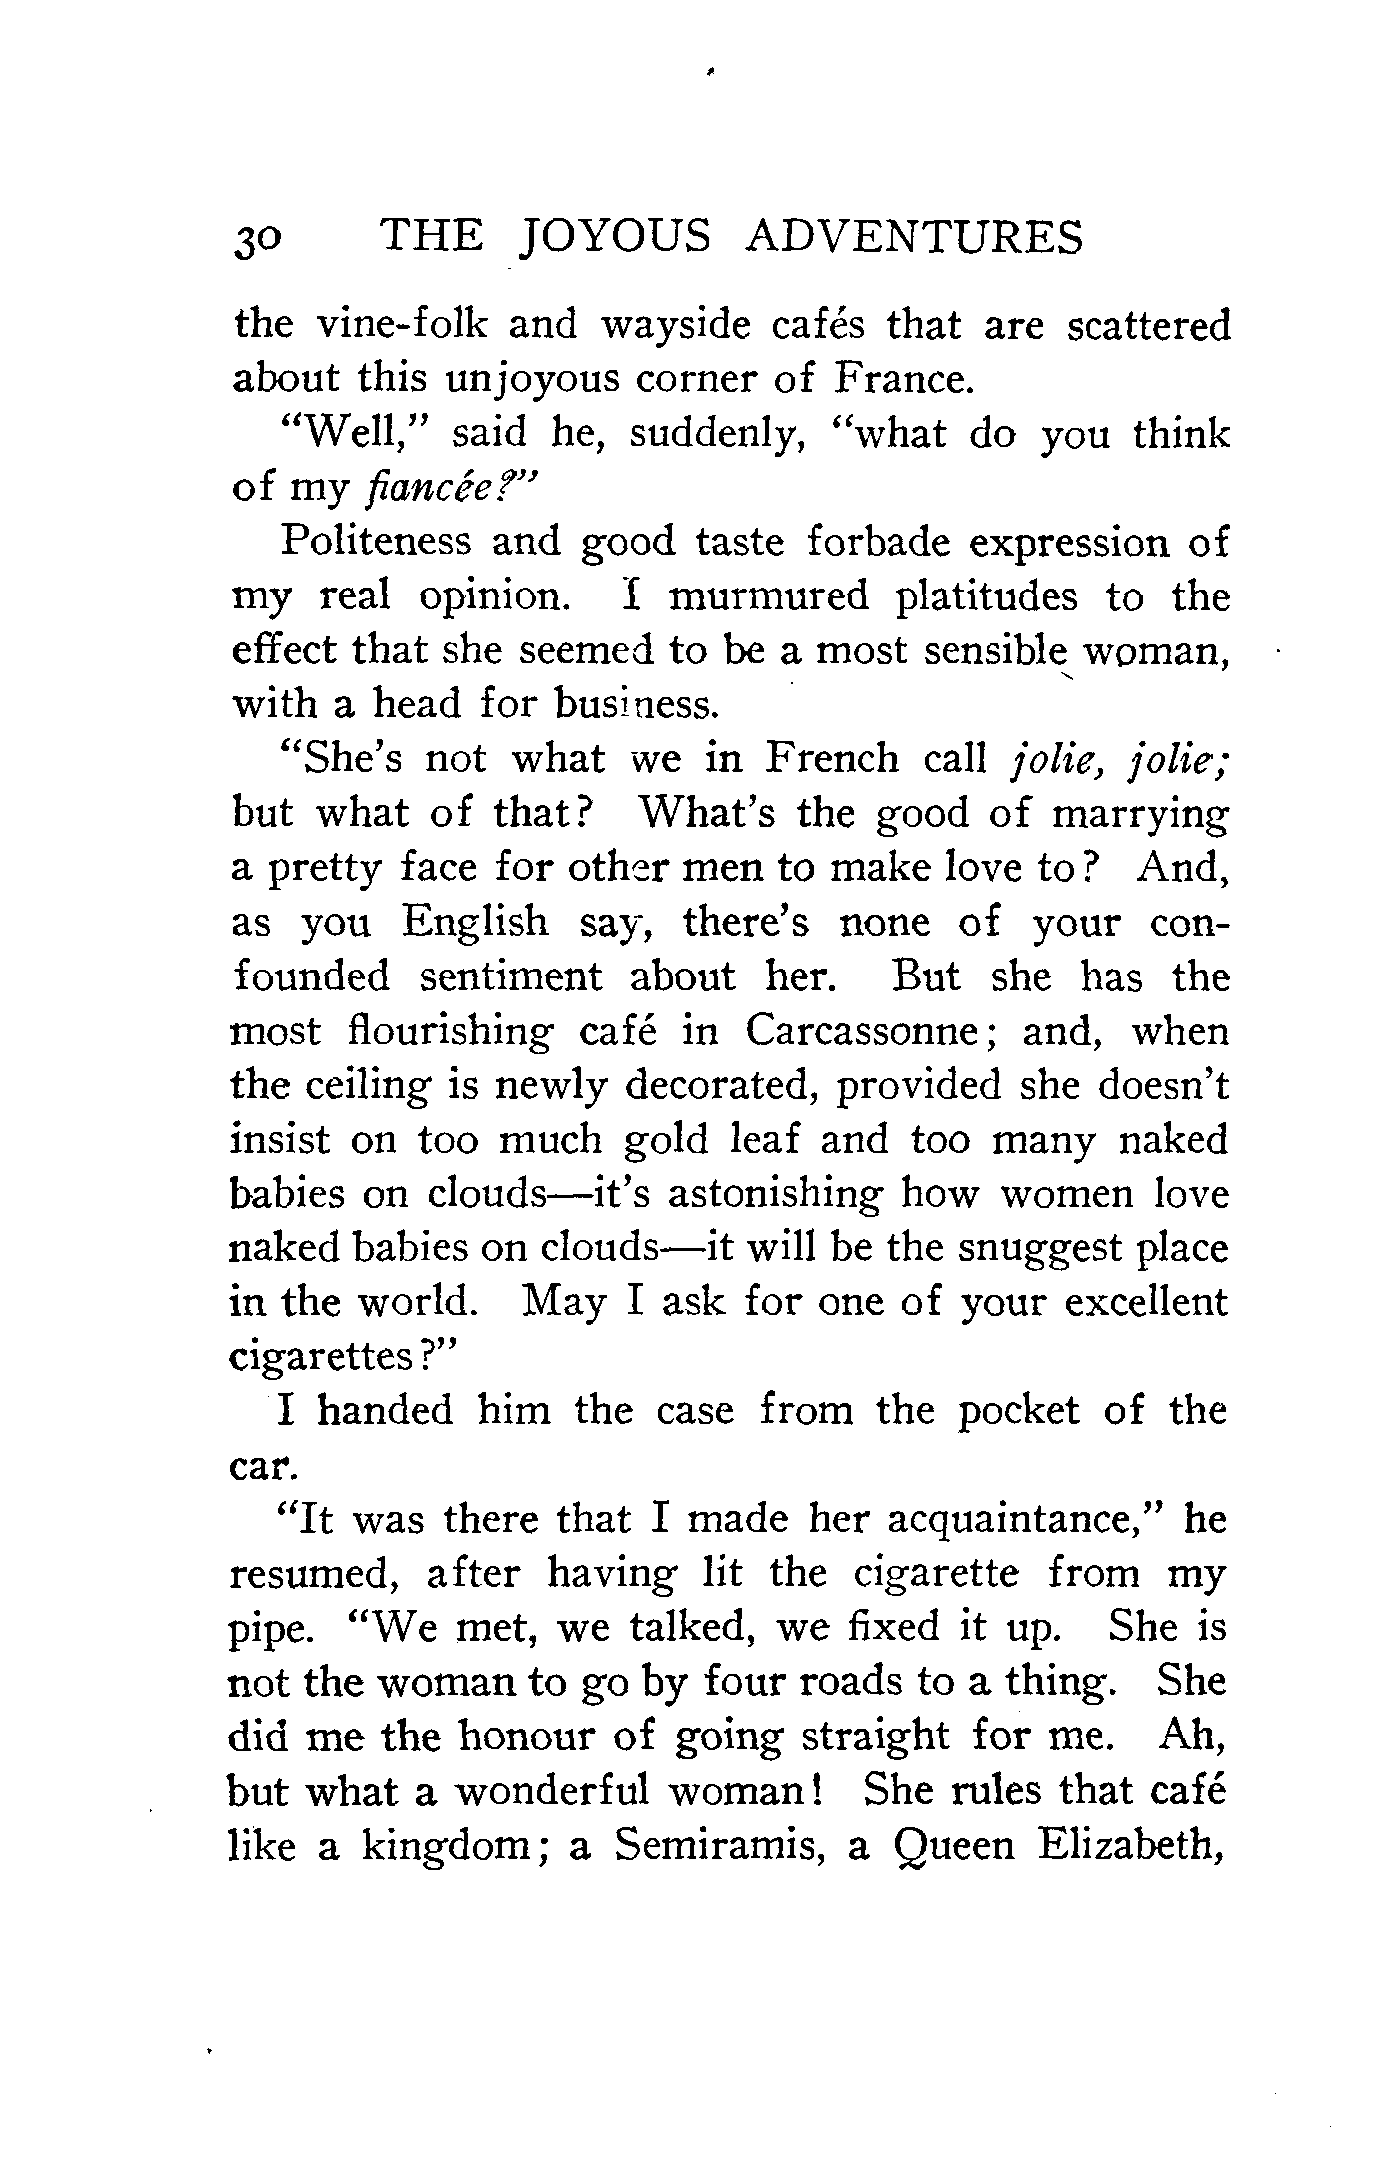 30 THE JOYOUS ADVENTURES
the vine-folk and wayside cafés that are scattered
about this unjoyous corner of France.
“Well,” said he, suddenly, “what do you think
of my fiancée?”
Politeness and good taste forbade expression of
my real opinion. I murmured platitudes to the
effect that she seemed to be a most sensible woman,
with a head for business.
“She’s not what we in French call jolie, jolie;
but what of that? What’s the good of marrying
a pretty face for other men to make love to? And,
as you English say, there’s none of your con-
founded sentiment about her. But she has the
most flourishing café in Carcassonne; and, when
the ceiling is newly decorated, provided she doesn’t
insist on too much gold leaf and too many naked
babies on clouds—it’s astonishing how women love
naked babies on clouds—it will be the snuggest place
in the world. May I ask for one of your excellent
cigarettes?”
I handed him the case from the pocket of the
car.
“It was there that I made her acquaintance,” he
resumed, after having lit the cigarette from my
pipe. “We met, we talked, we fixed it up. She is
not the woman to go by four roads to a thing. She
did me the honour of going straight for me. Ah,
but what a wonderful woman! She rules that café
like a kingdom; a Semiramis, a Queen Elizabeth,